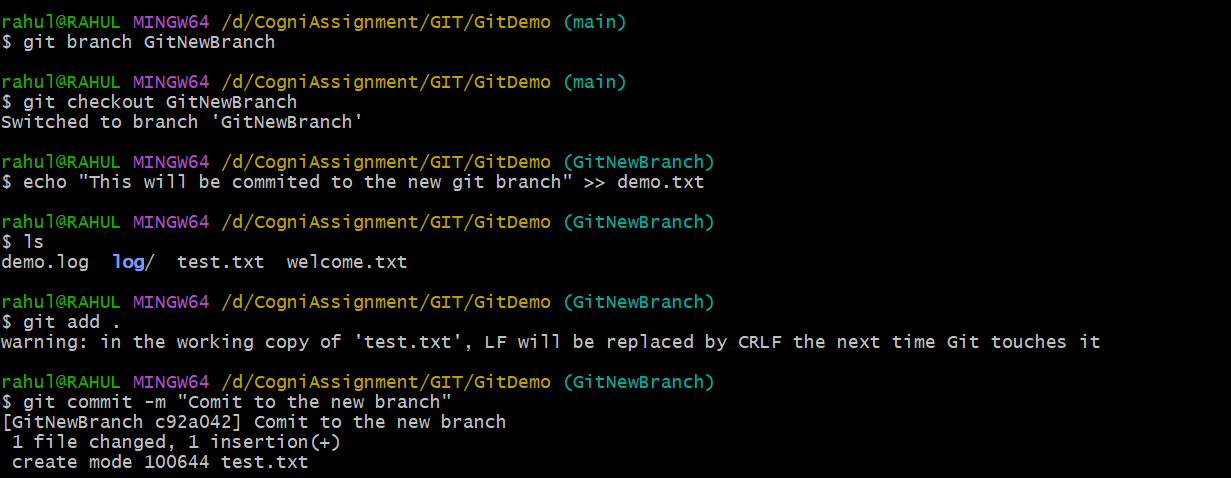 rahul@RAHUL MINGW64 /d/CogniAssignment/GIT/GitDemo (main)
$ git branch GitNewBranch
rahul@RAHUL MINGW64 /d/CogniAssignment/GIT/GitDemo (main)
$ git checkout GitNewBranch
Switched to branch 'GitNewBranch'
rahul@RAHUL MINGW64 /d/CogniAssignment/GIT/GitDemo (GitNewBranch)
$ echo "This will be commited to the new git branch" >> demo.txt
rahul@RAHUL MINGW64 /d/CogniAssignment/GIT/GitDemo (GitNewBranch)
$ ls
demo.log  log/  test.txt  welcome.txt
rahul@RAHUL MINGW64 /d/CogniAssignment/GIT/GitDemo (GitNewBranch)
$ git add .
warning: in the working copy of 'test.txt', LF will be replaced by CRLF the next time Git touches it
rahul@RAHUL MINGW64 /d/CogniAssignment/GIT/GitDemo (GitNewBranch)
$ git commit -m "Comit to the new branch"
[GitNewBranch c92a042] Comit to the new branch
 1 file changed, 1 insertion(+)
 create mode 100644 test.txt